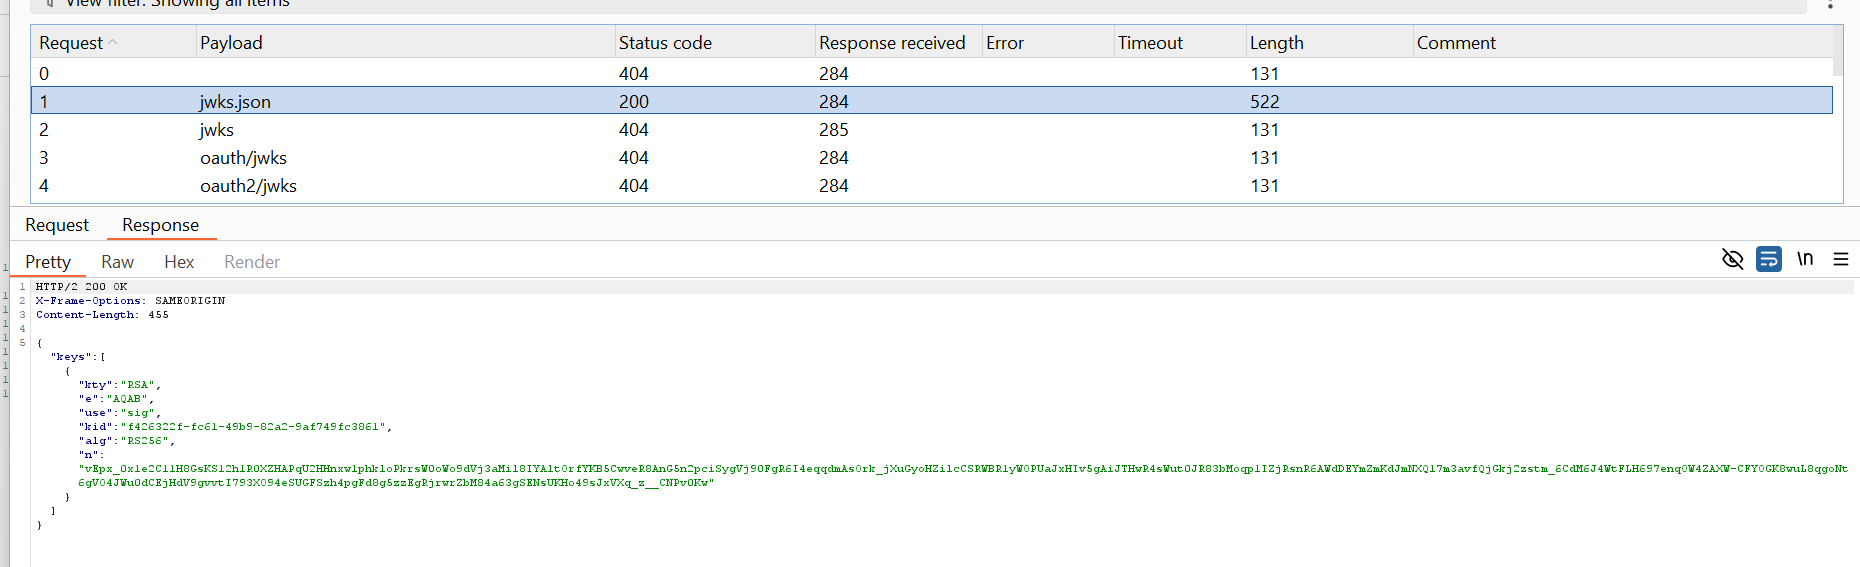 View filter: Showing all items
Request Payload Status code Response received Error Timeout Length Comment
0 404 284 131
1 jwks.json 200 284 522
2 jwks 404 285 131
3 oauth/jwks 404 284 131
4 oauth2/jwks 404 284 131
Request Response
Pretty Raw Hex Render \n
1 HTTP/2 200 OK
2 X-Frame-Options: SAMEORIGIN
3 Content-Length: 455
4
5 {
"keys":[
{
"kty":"RSA",
"e":"AQAB",
"use":"sig",
"kid":"f426322f-fc61-49b9-82a2-9af749fc3861",
"alg":"RS256",
"n":
}
]
}